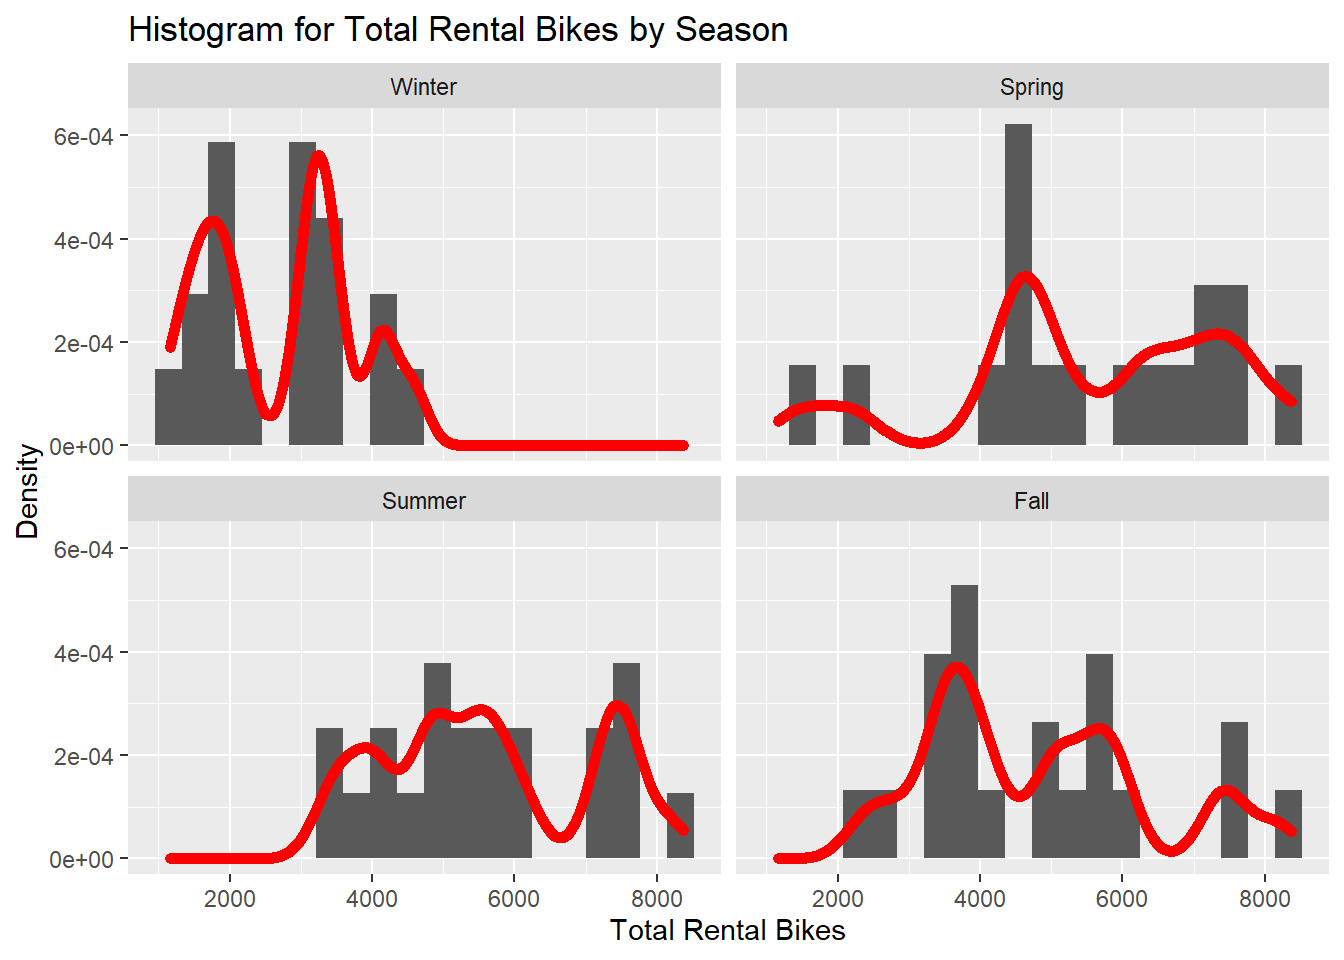 Histogram for Total Rental Bikes by Season
Winter
Spring
6e-04
4e-04
2e-04
0e+00
Summer
Fall
6e-04
4e-04
2e-04
0e+00
Density
2000 4000 6000 8000
2000 4000 6000 8000
Total Rental Bikes